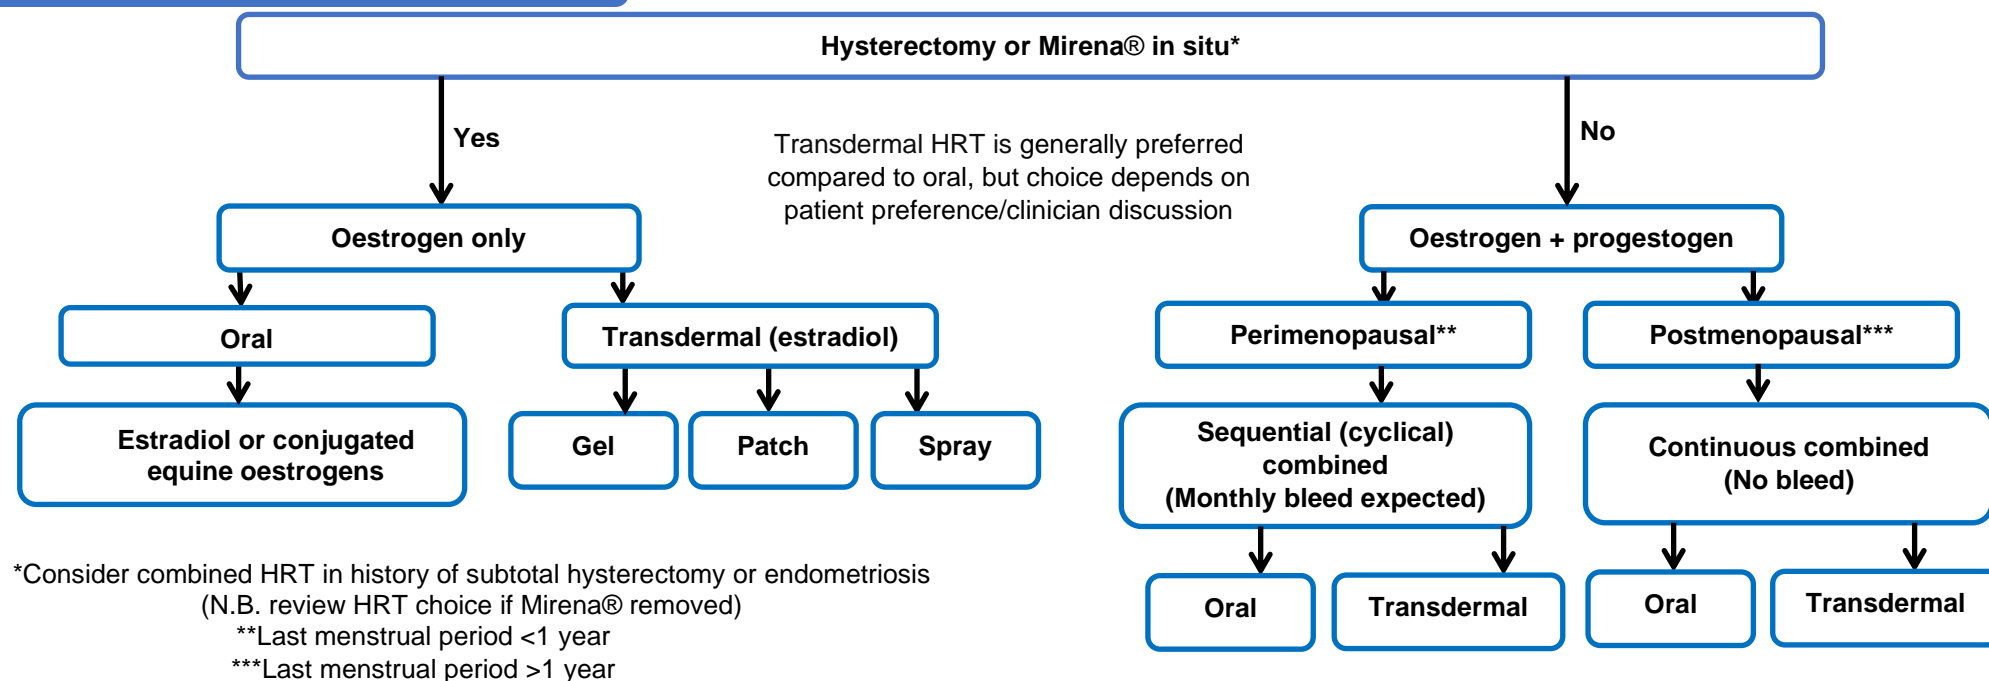 Hysterectomy or Mirena® in situ*
Yes
No
Transdermal HRT is generally preferred
compared to oral, but choice depends on
patient preference/clinician discussion
Oestrogen only
Oestrogen + progestogen
Oral
Transdermal (estradiol)
Perimenopausal**
Postmenopausal***
Estradiol or conjugated
equine oestrogens
Gel
Patch
Spray
Sequential (cyclical)
combined
(Monthly bleed expected)
Continuous combined
(No bleed)
Oral
Transdermal
Oral
Transdermal
*Consider combined HRT in history of subtotal hysterectomy or endometriosis
(N.B. review HRT choice if Mirena® removed)
**Last menstrual period <1 year
***Last menstrual period >1 year